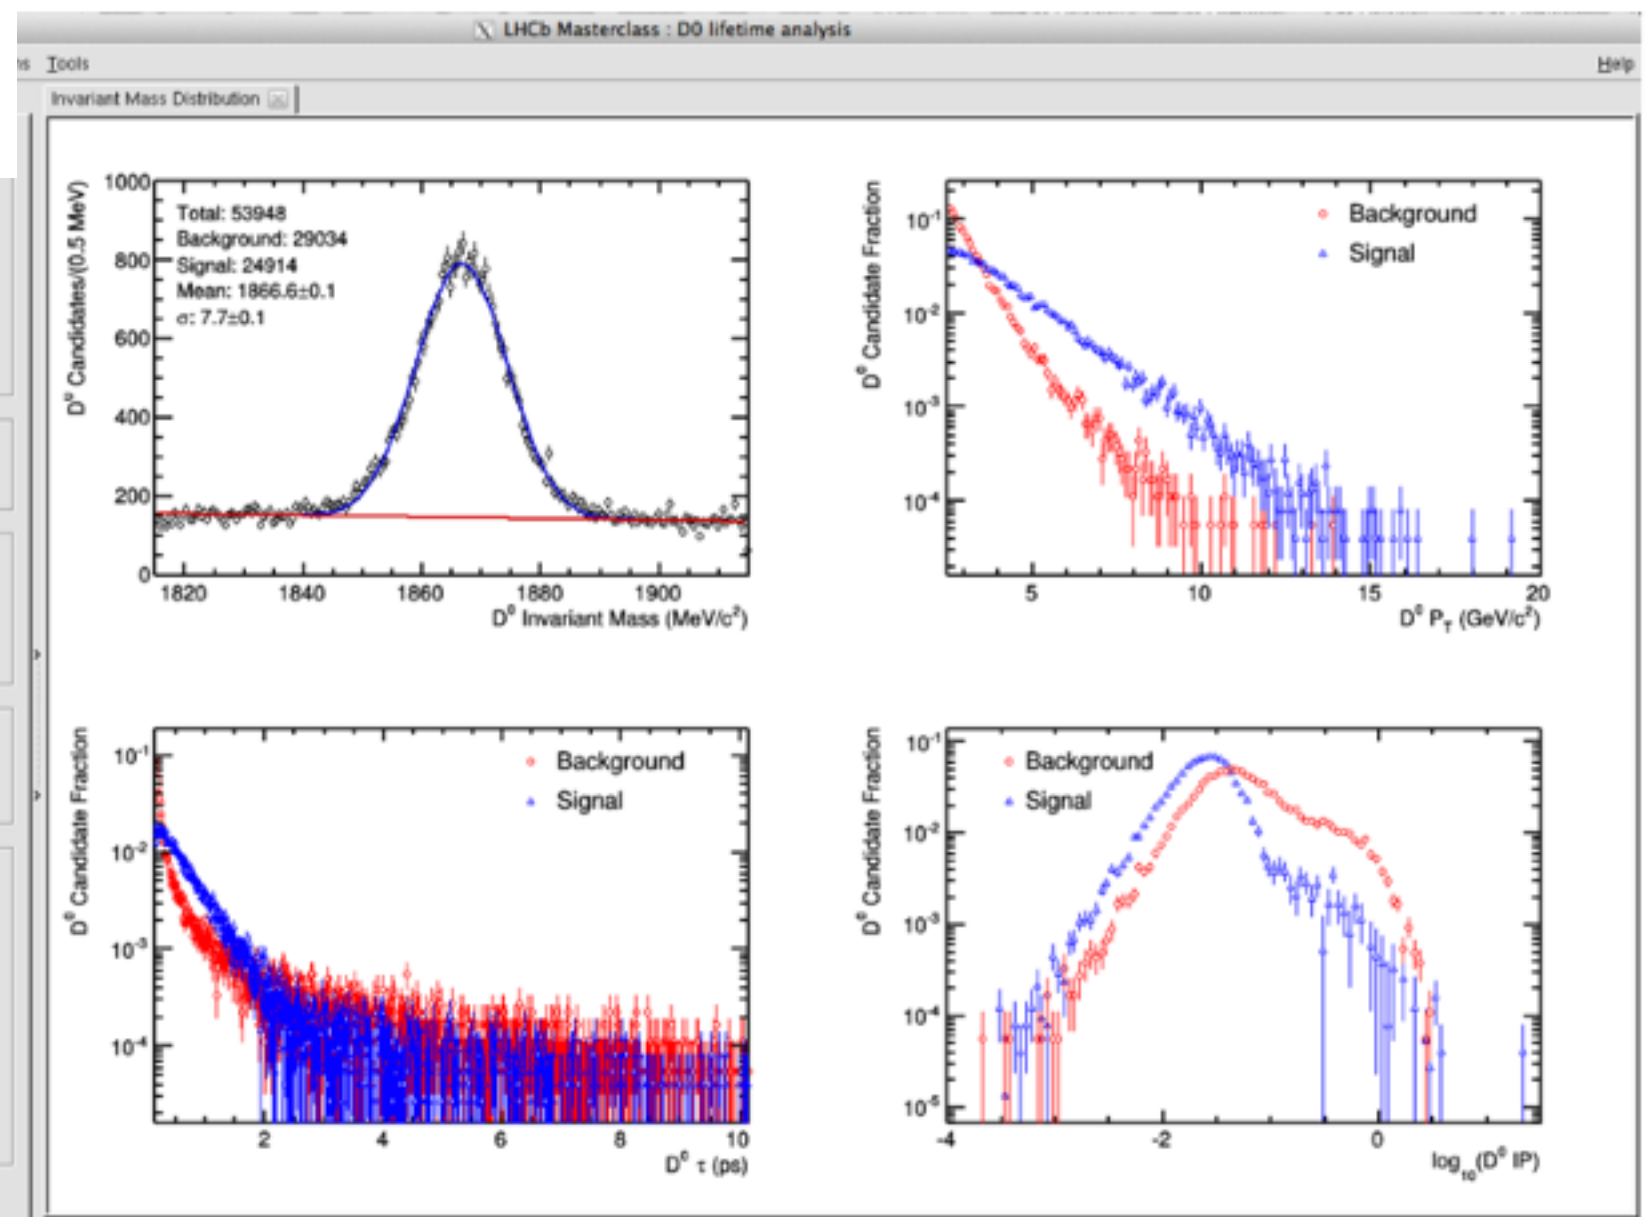 LHCb Masterclass : D0 lifetime analysis
Tools
Help
Invariant Mass Distribution
D⁰ Candidates/(0.5 MeV)
1000
800
600
400
200
0
Total: 53948
Background: 29034
Signal: 24914
Mean: 1866.6±0.1
σ: 7.7±0.1
1820 1840 1860 1880 1900
D⁰ Invariant Mass (MeV/c²)
D⁰ Candidate Fraction
10⁻¹
10⁻²
10⁻³
10⁻⁴
Background
Signal
5 10 15 20
D⁰ P_T (GeV/c²)
D⁰ Candidate Fraction
10⁻¹
10⁻²
10⁻³
10⁻⁴
Background
Signal
2 4 6 8 10
D⁰ τ (ps)
D⁰ Candidate Fraction
10⁻¹
10⁻²
10⁻³
10⁻⁴
10⁻⁵
Background
Signal
-4 -2 0
log₁₀(D⁰ IP)